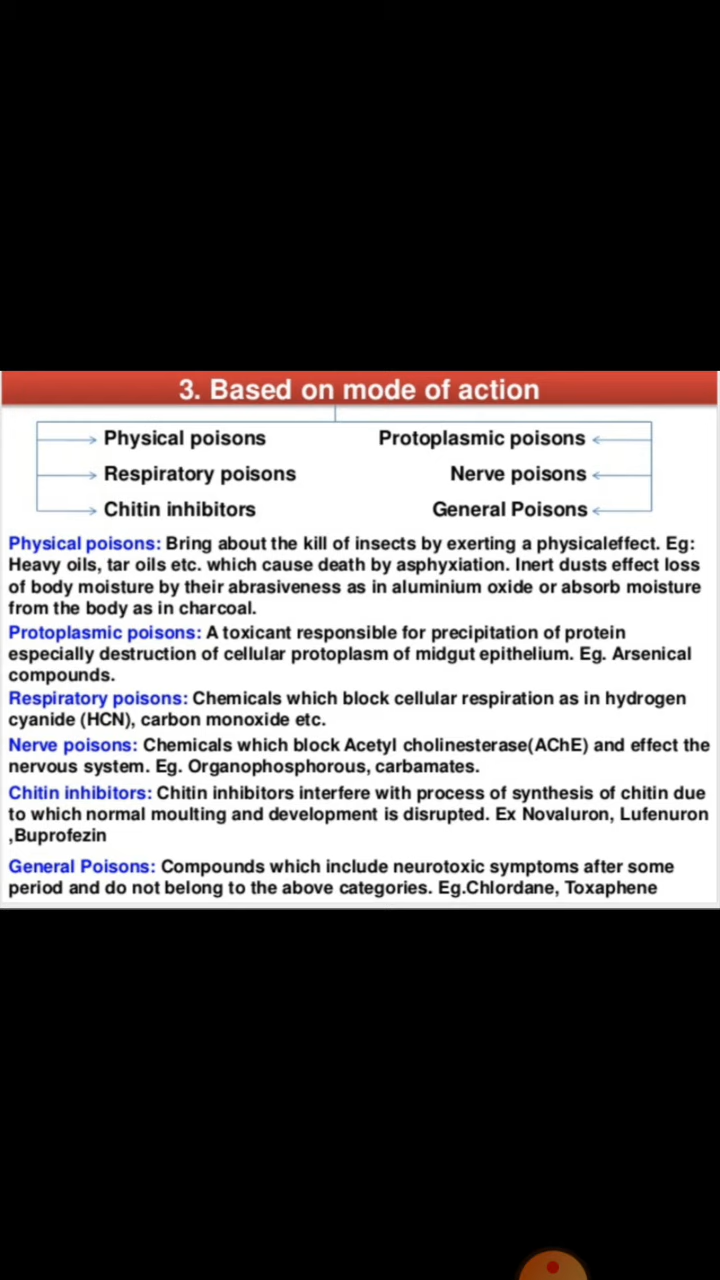 3. Based on mode of action
Physical poisons
Protoplasmic poisons
Respiratory poisons
Nerve poisons
Chitin inhibitors
General Poisons
Physical poisons: Bring about the kill of insects by exerting a physicaleffect. Eg:
Heavy oils, tar oils etc. which cause death by asphyxiation. Inert dusts effect loss
of body moisture by their abrasiveness as in aluminium oxide or absorb moisture
from the body as in charcoal.
Protoplasmic poisons: A toxicant responsible for precipitation of protein
especially destruction of cellular protoplasm of midgut epithelium. Eg. Arsenical
compounds.
Respiratory poisons: Chemicals which block cellular respiration as in hydrogen
cyanide (HCN), carbon monoxide etc.
Nerve poisons: Chemicals which block Acetyl cholinesterase(AChE) and effect the
nervous system. Eg. Organophosphorous, carbamates.
Chitin inhibitors: Chitin inhibitors interfere with process of synthesis of chitin due
to which normal moulting and development is disrupted. Ex Novaluron, Lufenuron
,Buprofezin
General Poisons: Compounds which include neurotoxic symptoms after some
period and do not belong to the above categories. Eg.Chlordane, Toxaphene